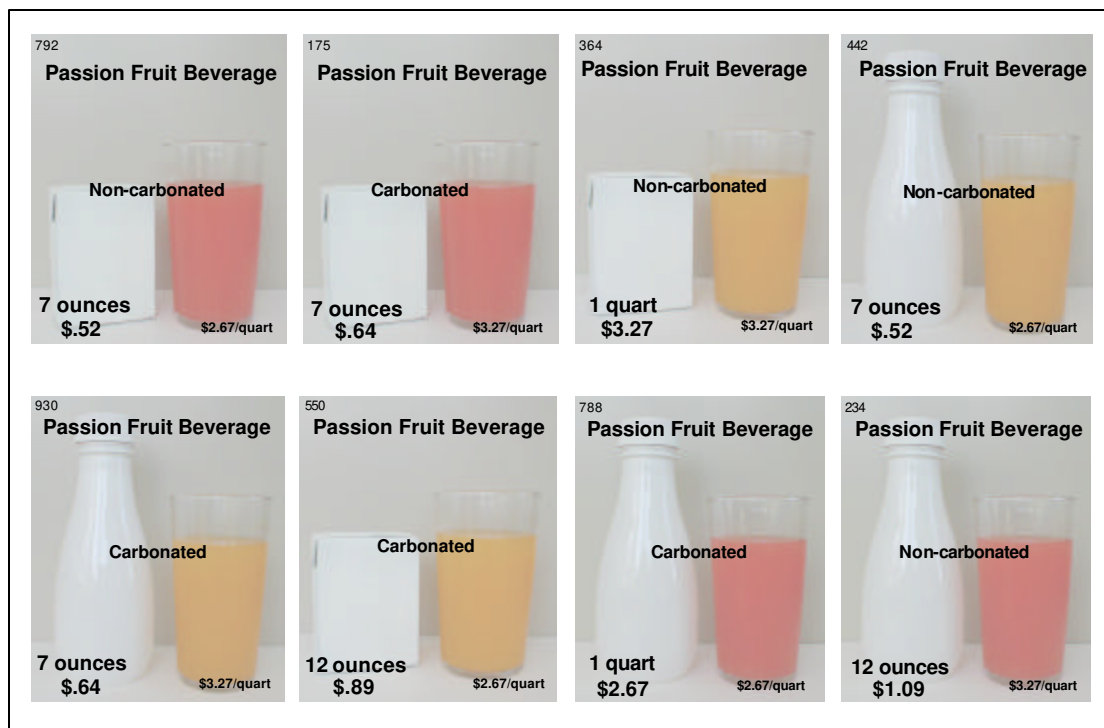 792
Passion Fruit Beverage
Non-carbonated
7 ounces
$.52
$2.67/quart
175
Passion Fruit Beverage
Carbonated
7 ounces
$.64
$3.27/quart
364
Passion Fruit Beverage
Non-carbonated
1 quart
$3.27
$3.27/quart
442
Passion Fruit Beverage
Non-carbonated
7 ounces
$.52
$2.67/quart
930
Passion Fruit Beverage
Carbonated
7 ounces
$.64
$3.27/quart
550
Passion Fruit Beverage
Carbonated
12 ounces
$.89
$2.67/quart
788
Passion Fruit Beverage
Carbonated
1 quart
$2.67
$2.67/quart
234
Passion Fruit Beverage
Non-carbonated
12 ounces
$1.09
$3.27/quart